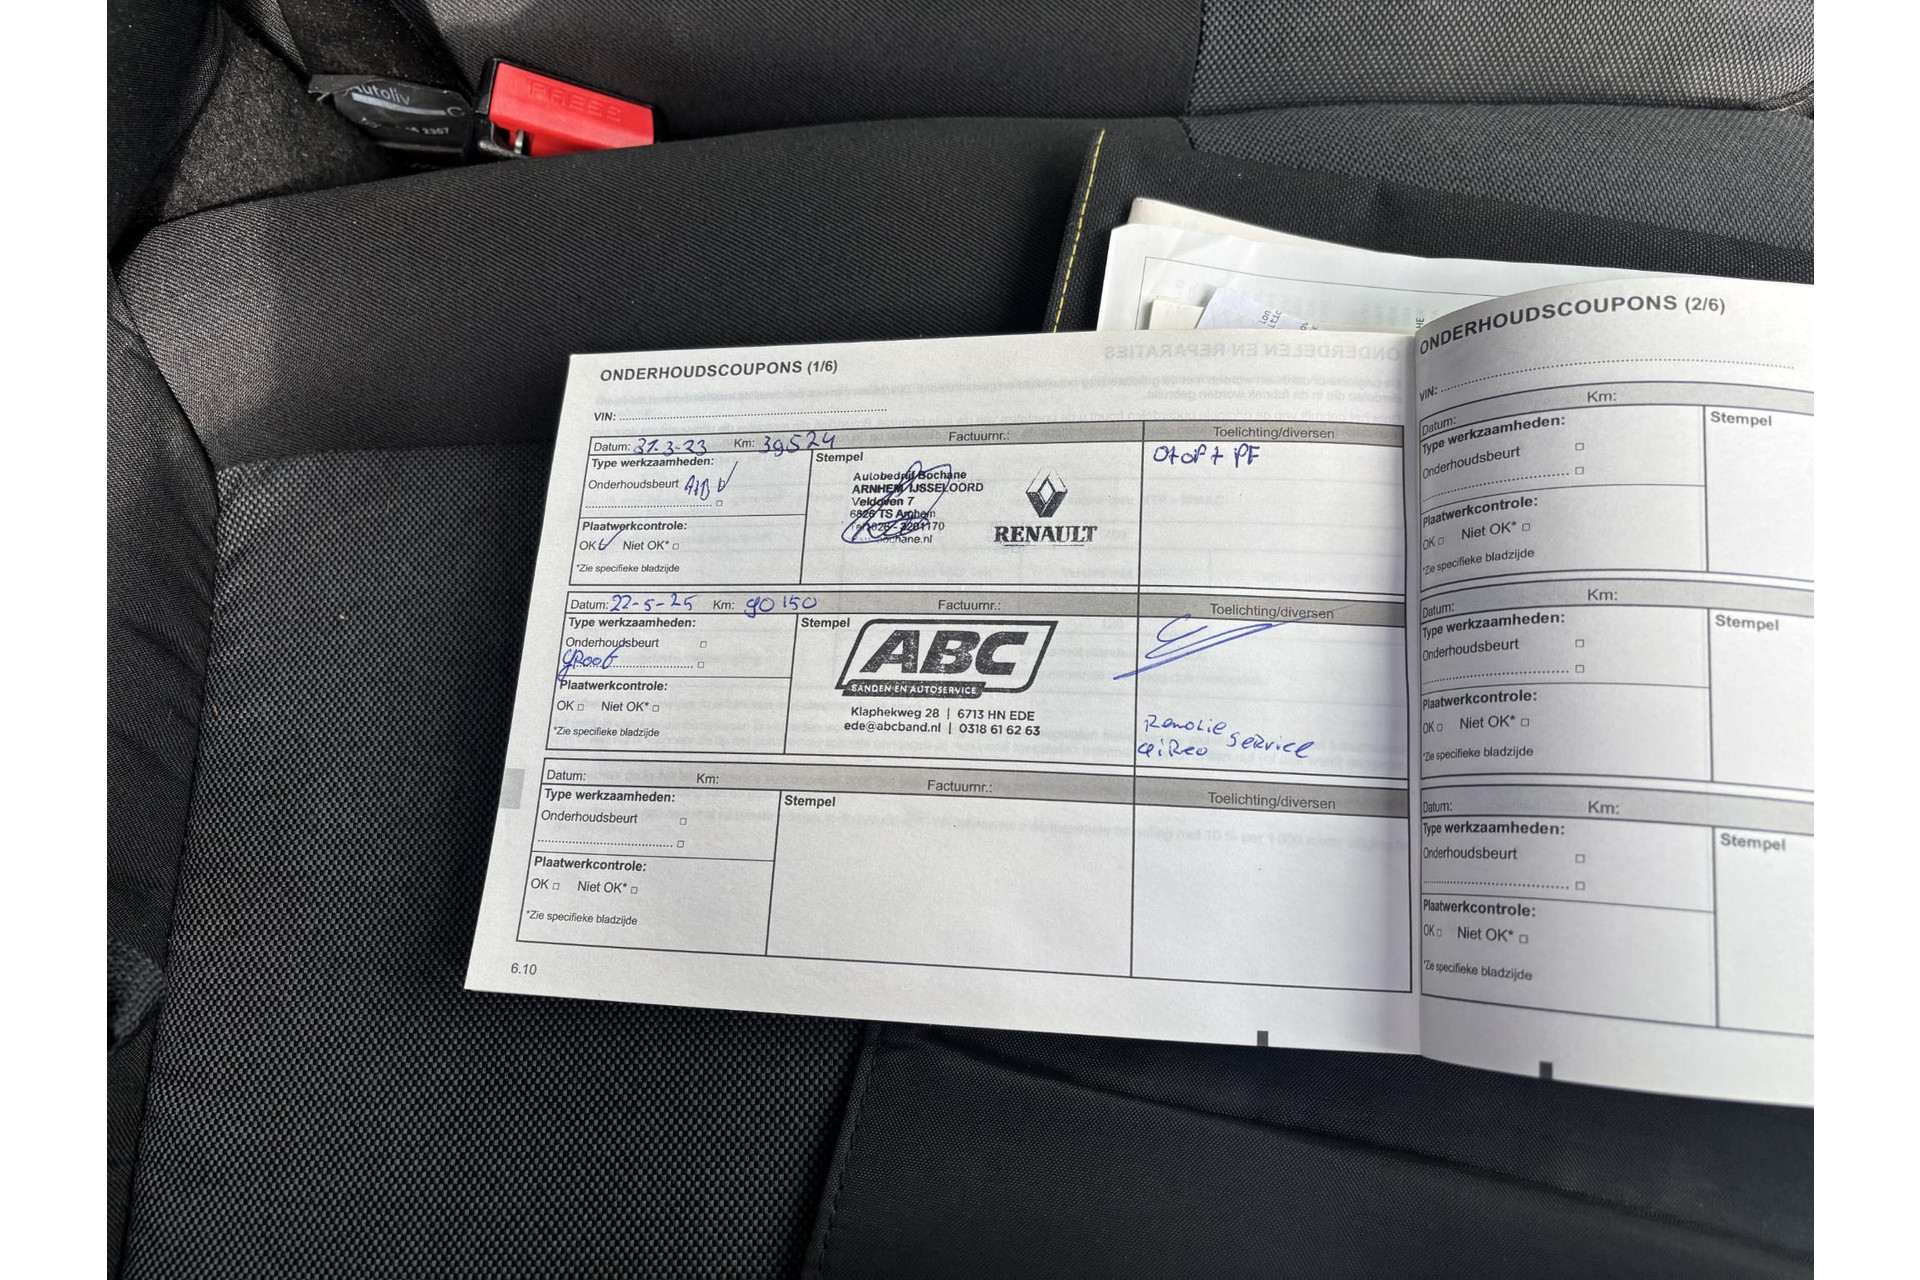 Autoliv
PRESS
ONDERHOUDSCOUPONS (1/6)
VIN:
Datum: 31-3-23 Km: 39524 Factuurnr.: Toelichting/diversen
Type werkzaamheden:
Onderhoudsbeurt
Plaatwerkcontrole:
OK Niet OK*
*Zie specifieke bladzijde
Stempel
Autobedrijf Bochane
ARNHEM IJSSELOORD
Veldoven 7
6826 TS Arnhem
RENAULT
Datum: 22-5-25 Km: 90150 Factuurnr.: Toelichting/diversen
Type werkzaamheden:
Onderhoudsbeurt
groot
Plaatwerkcontrole:
OK Niet OK*
*Zie specifieke bladzijde
Stempel
ABC
BANDEN EN AUTOSERVICE
Klaphekweg 28 | 6713 HN EDE
ede@abcband.nl | 0318 61 62 63
service
Datum: Km: Factuurnr.: Toelichting/diversen
Type werkzaamheden:
Onderhoudsbeurt
Plaatwerkcontrole:
OK Niet OK*
*Zie specifieke bladzijde
Stempel
6.10
ONDERHOUDSCOUPONS (2/6)
VIN:
Datum: Km:
Type werkzaamheden:
Onderhoudsbeurt
Plaatwerkcontrole:
OK Niet OK*
*Zie specifieke bladzijde
Stempel
Datum: Km:
Type werkzaamheden:
Onderhoudsbeurt
Plaatwerkcontrole:
OK Niet OK*
*Zie specifieke bladzijde
Stempel
Datum: Km:
Type werkzaamheden:
Onderhoudsbeurt
Plaatwerkcontrole:
OK Niet OK*
*Zie specifieke bladzijde
Stempel